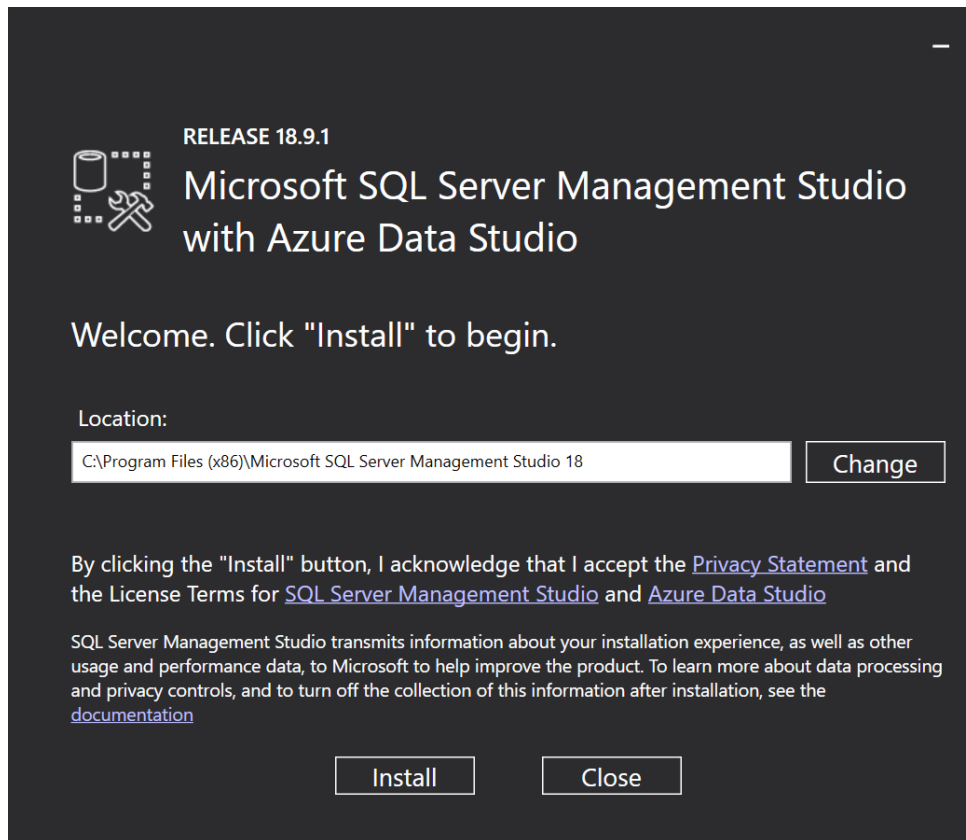 RELEASE 18.9.1
Microsoft SQL Server Management Studio
with Azure Data Studio
Welcome. Click "Install" to begin.
Location:
C:\Program Files (x86)\Microsoft SQL Server Management Studio 18
Change
By clicking the "Install" button, I acknowledge that I accept the Privacy Statement and
the License Terms for SQL Server Management Studio and Azure Data Studio
SQL Server Management Studio transmits information about your installation experience, as well as other
usage and performance data, to Microsoft to help improve the product. To learn more about data processing
and privacy controls, and to turn off the collection of this information after installation, see the
documentation
Install
Close